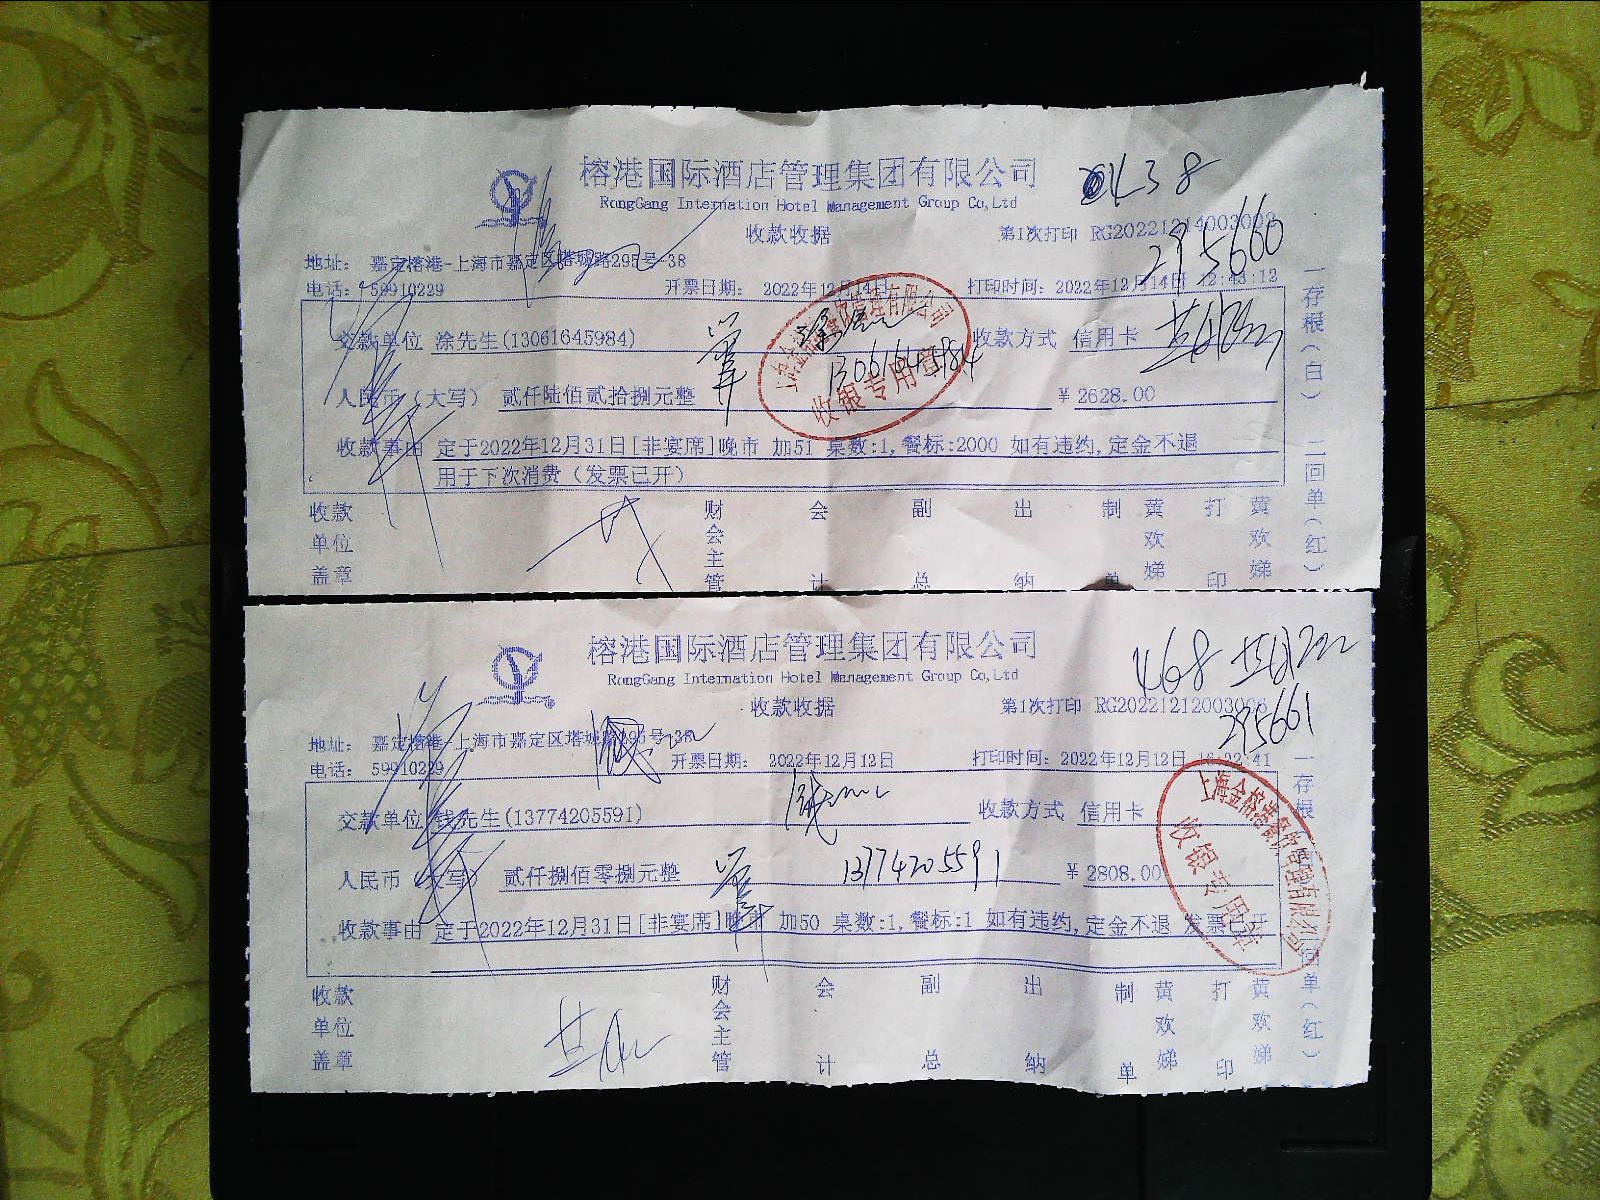 榕港国际酒店管理集团有限公司
RongGang Internation Hotel Management Group Co,Ltd
438
收款收据
第1次打印 RG20221214003003
295660
地址： 嘉定榕港-上海市嘉定区塔城路295号-38
电话： 59910229 开票日期： 2022年12月14日 打印时间：2022年12月14日 12:43:12
交款单位 涂先生(13061645984) 收款方式 信用卡
13061645984
人民币（大写） 贰仟陆佰贰拾捌元整 ￥2628.00
收款事由 定于2022年12月31日[非宴席]晚市 加51 桌数:1,餐标:2000 如有违约,定金不退
用于下次消费（发票已开）
收款单位盖章 财会主管 会计 副总 出纳 制单 黄欢娣 打印 黄欢娣
一存根（白） 二回单（红）
收银专用章
榕港国际酒店管理集团有限公司
RongGang Internation Hotel Management Group Co,Ltd
468
收款收据
第1次打印 RG20221212003006
295661
地址： 嘉定榕港-上海市嘉定区塔城路295号-38
电话： 59910229 开票日期： 2022年12月12日 打印时间：2022年12月12日
交款单位 钱先生(13774205591) 收款方式 信用卡
人民币（大写） 贰仟捌佰零捌元整 13774205591 ￥2808.00
收款事由 定于2022年12月31日[非宴席]晚市 加50 桌数:1,餐标:1 如有违约,定金不退 发票已开
收款单位盖章 财会主管 会计 副总 出纳 制单 黄欢娣 打印 黄欢娣
一存根 回单（红）
收银专用章